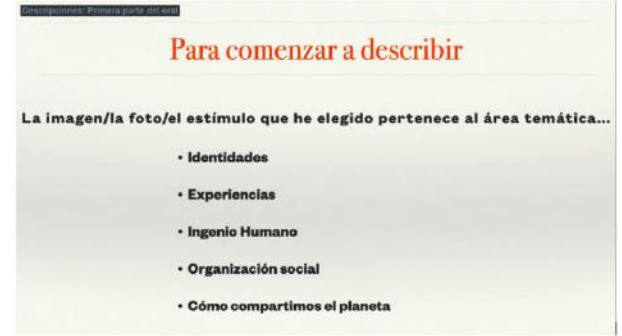 Descripciones: Primera parte del oral
Para comenzar a describir
La imagen/la foto/el estímulo que he elegido pertenece al área temática...
• Identidades
• Experiencias
• Ingenio Humano
• Organización social
• Cómo compartimos el planeta